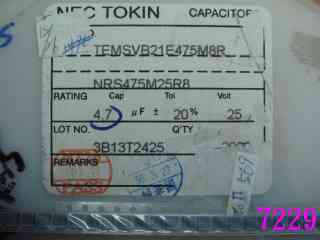 NEC TOKIN CAPACITORS
TEMSVB21E475M8R
NRS475M25R8
RATING Cap Tol Volt
4.7 µF ± 20% 25
LOT NO. Q'TY
3B13T2425
REMARKS
7229